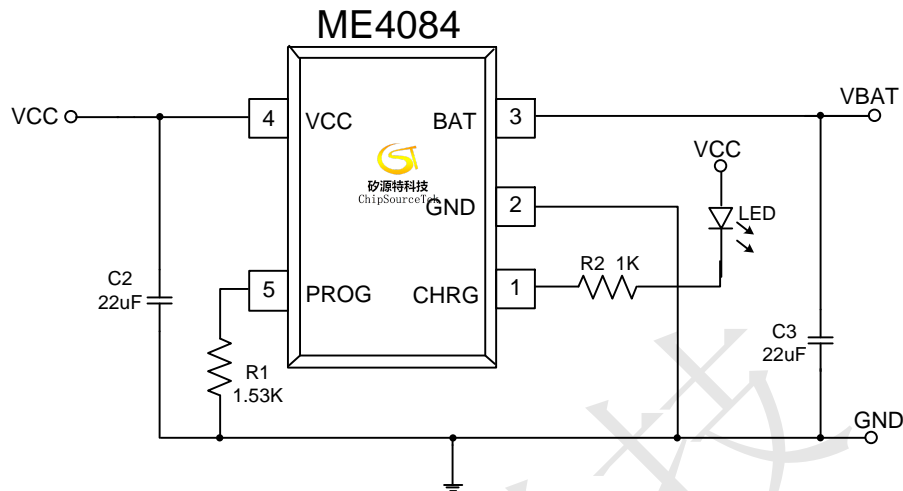 ME4084
VCC
4
VCC
BAT
3
VBAT
矽源特科技
ChipSourceTek
GND
2
VCC
LED
C2
22uF
5
PROG
CHRG
1
R2 1K
R1
1.53K
C3
22uF
GND